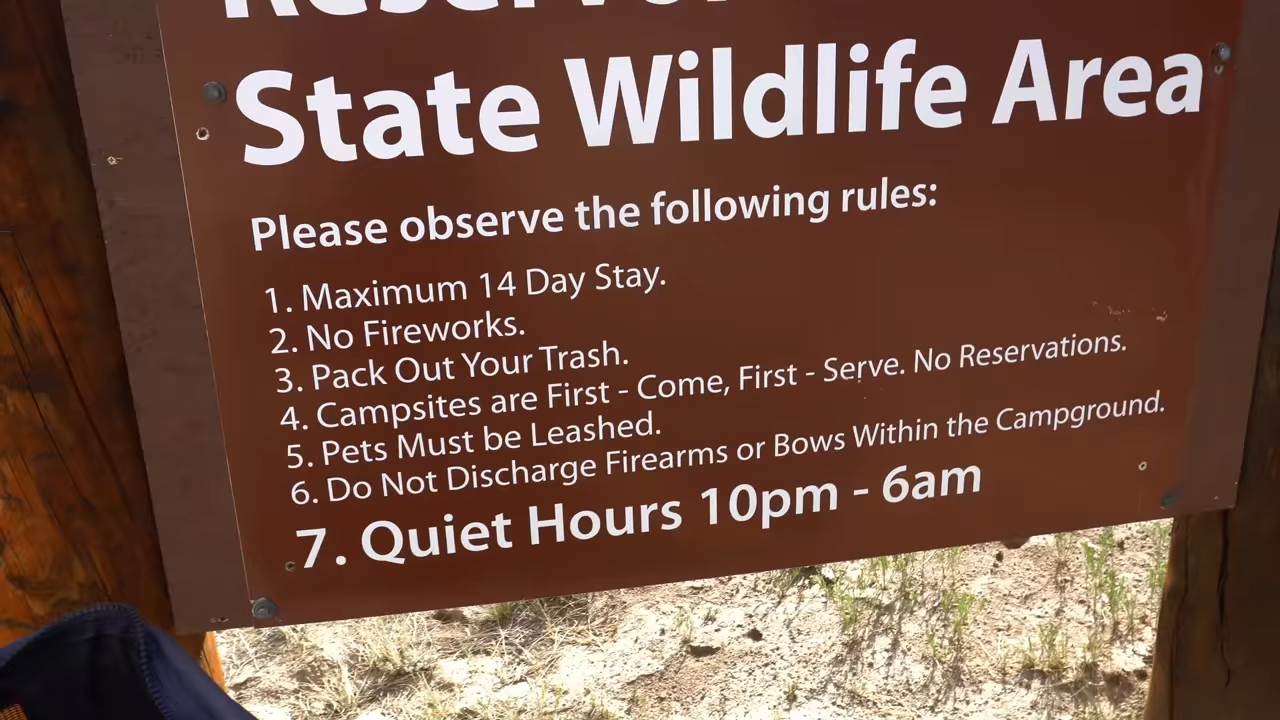 State Wildlife Area
Please observe the following rules:
1. Maximum 14 Day Stay.
2. No Fireworks.
3. Pack Out Your Trash.
4. Campsites are First - Come, First - Serve. No Reservations.
5. Pets Must be Leashed.
6. Do Not Discharge Firearms or Bows Within the Campground.
7. Quiet Hours 10pm - 6am